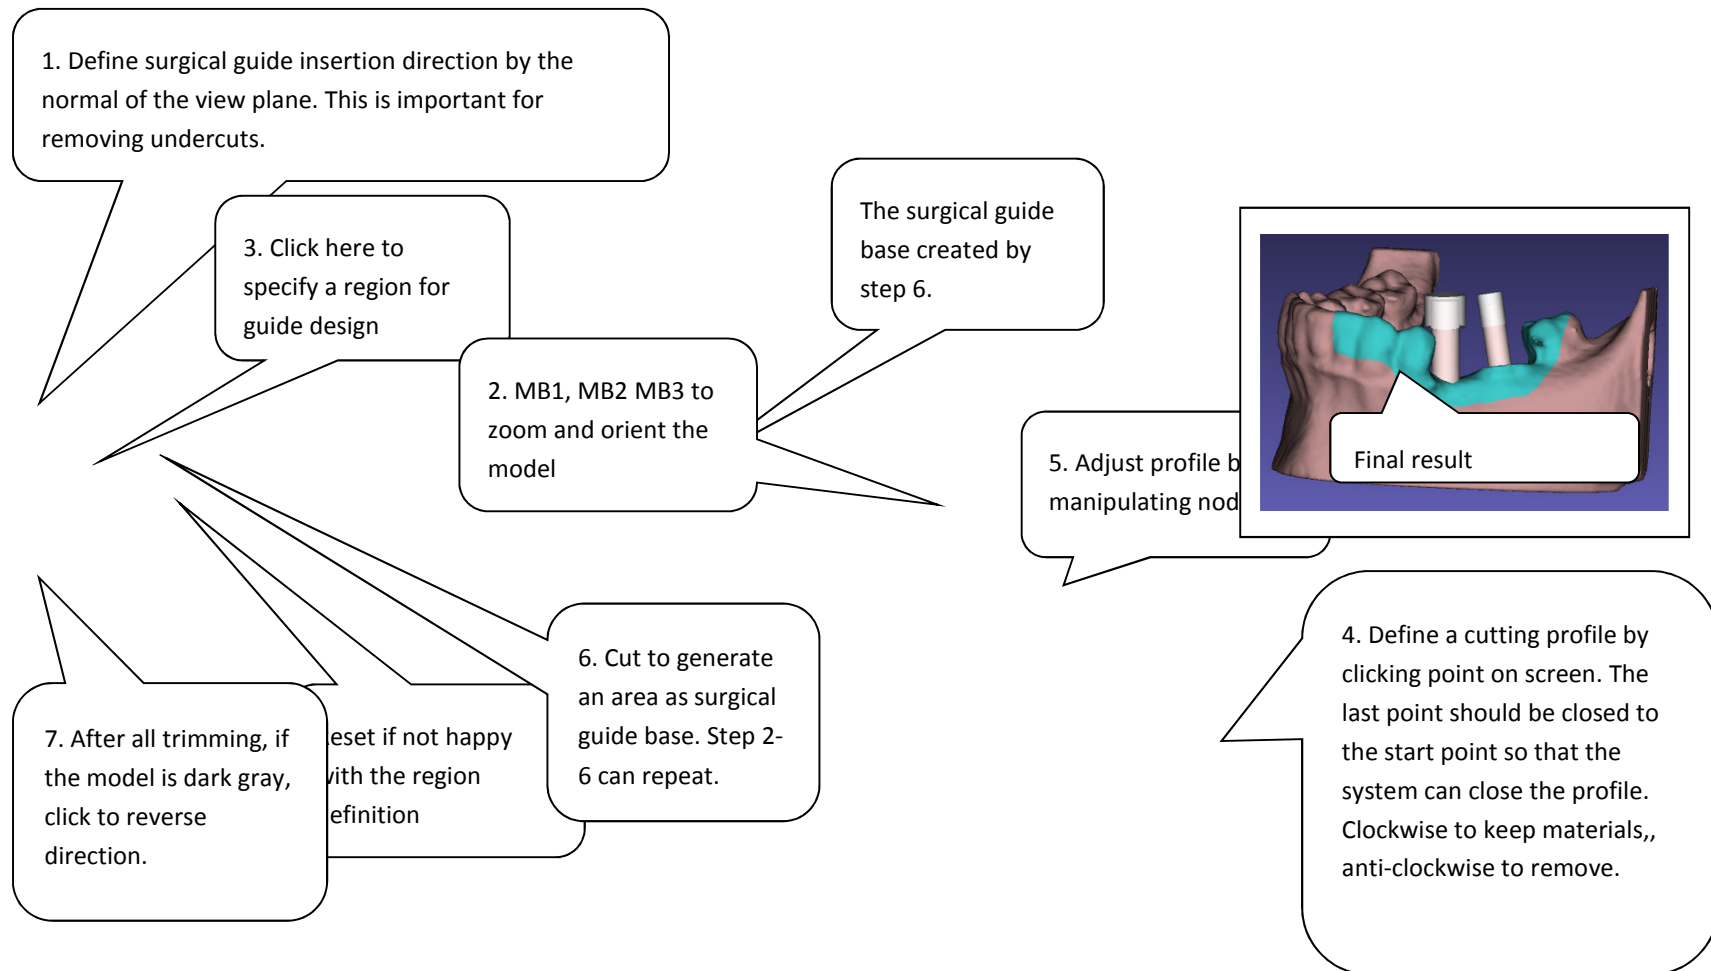 1. Define surgical guide insertion direction by the
normal of the view plane. This is important for
removing undercuts.
3. Click here to
specify a region for
guide design
The surgical guide
base created by
step 6.
2. MB1, MB2 MB3 to
zoom and orient the
model
5. Adjust profile
manipulating
Final result
4. Define a cutting profile by
clicking point on screen. The
last point should be closed to
the start point so that the
system can close the profile.
Clockwise to keep materials,,
anti-clockwise to remove.
6. Cut to generate
an area as surgical
guide base. Step 2-
6 can repeat.
7. After all trimming, if
the model is dark gray,
click to reverse
direction.
if not happy
with the region